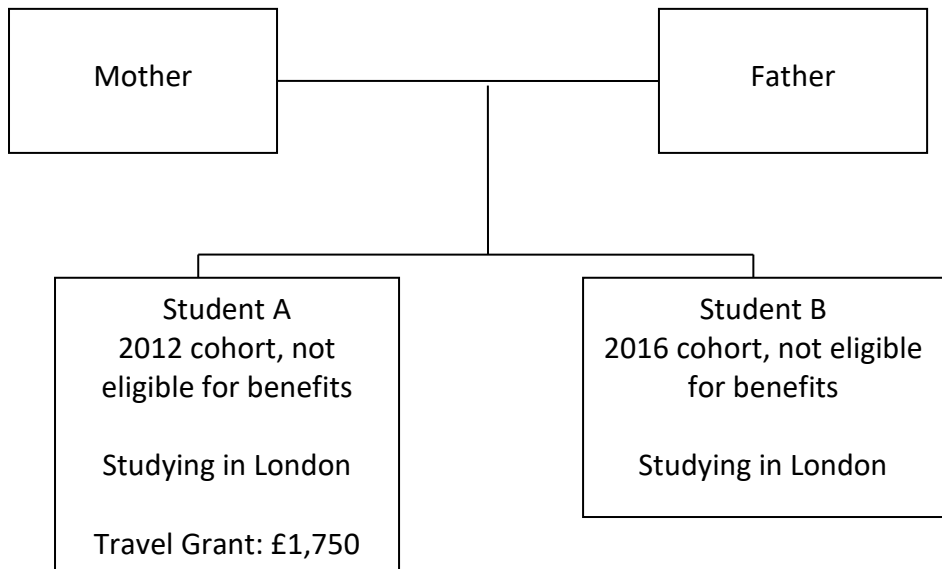 Mother
Father
Student A
2012 cohort, not
eligible for benefits
Studying in London
Travel Grant: £1,750
Student B
2016 cohort, not eligible
for benefits
Studying in London